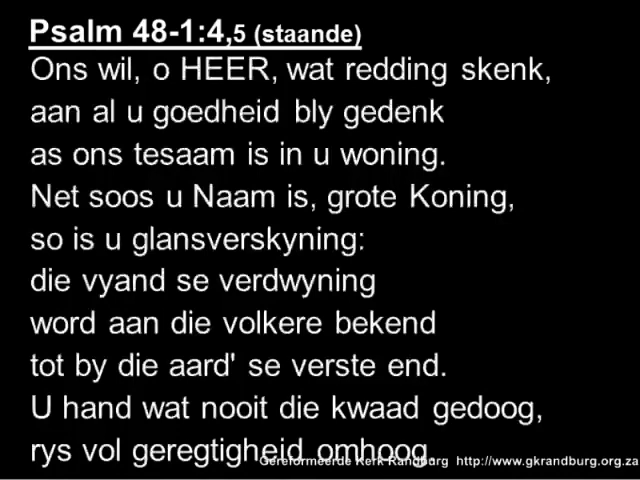 Psalm 48-1:4,5 (staande)
Ons wil, o HEER, wat redding skenk,
aan al u goedheid bly gedenk
as ons tesaam is in u woning.
Net soos u Naam is, grote Koning,
so is u glansverskyning:
die vyand se verdwyning
word aan die volkere bekend
tot by die aard' se verste end.
U hand wat nooit die kwaad gedoog,
rys vol geregtigheid omhoog.
Gereformeerde Kerk Randburg http://www.gkrandburg.org.za